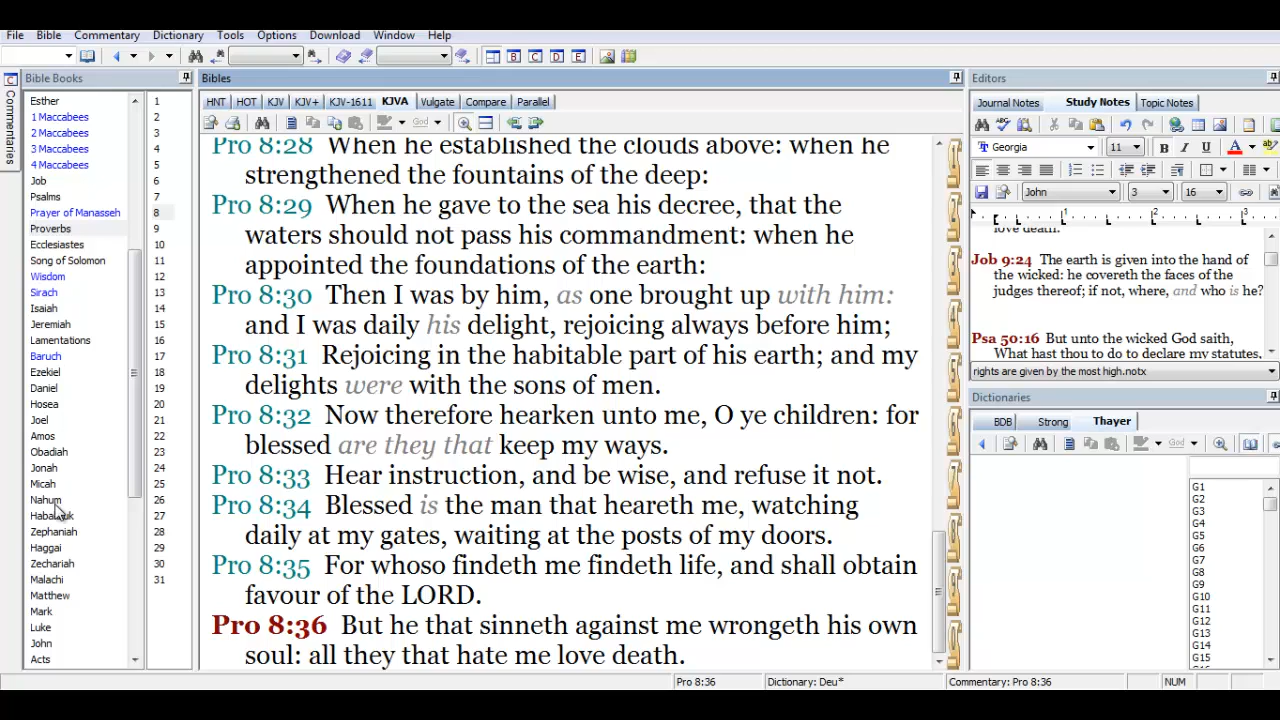 File Bible Commentary Dictionary Tools Options Download Window Help
Bible Books
Bibles
Editors
Commentaries
Esther
1 Maccabees
2 Maccabees
3 Maccabees
4 Maccabees
Job
Psalms
Prayer of Manasseh
Proverbs
Ecclesiastes
Song of Solomon
Wisdom
Sirach
Isaiah
Jeremiah
Lamentations
Baruch
Ezekiel
Daniel
Hosea
Joel
Amos
Obadiah
Jonah
Micah
Nahum
Habakkuk
Zephaniah
Haggai
Zechariah
Malachi
Matthew
Mark
Luke
John
Acts
1
2
3
4
5
6
7
8
9
10
11
12
13
14
15
16
17
18
19
20
21
22
23
24
25
26
27
28
29
30
31
HNT HOT KJV KJV+ KJV-1611 KJVA Vulgate Compare Parallel
God
Pro 8:28 When he established the clouds above: when he
strengthened the fountains of the deep:
Pro 8:29 When he gave to the sea his decree, that the
waters should not pass his commandment: when he
appointed the foundations of the earth:
Pro 8:30 Then I was by him, as one brought up with him:
and I was daily his delight, rejoicing always before him;
Pro 8:31 Rejoicing in the habitable part of his earth; and my
delights were with the sons of men.
Pro 8:32 Now therefore hearken unto me, O ye children: for
blessed are they that keep my ways.
Pro 8:33 Hear instruction, and be wise, and refuse it not.
Pro 8:34 Blessed is the man that heareth me, watching
daily at my gates, waiting at the posts of my doors.
Pro 8:35 For whoso findeth me findeth life, and shall obtain
favour of the LORD.
Pro 8:36 But he that sinneth against me wrongeth his own
soul: all they that hate me love death.
Journal Notes Study Notes Topic Notes
Georgia 11 B I U A ab
John 3 16
1 2 3
love death.
Job 9:24 The earth is given into the hand of
the wicked: he covereth the faces of the
judges thereof; if not, where, and who is he?
Psa 50:16 But unto the wicked God saith,
What hast thou to do to declare my statutes,
rights are given by the most high.notx
Dictionaries
BDB Strong Thayer
God
G1
G2
G3
G4
G5
G6
G7
G8
G9
G10
G11
G12
G13
G14
G15
Pro 8:36 Dictionary: Deu* Commentary: Pro 8:36 NUM